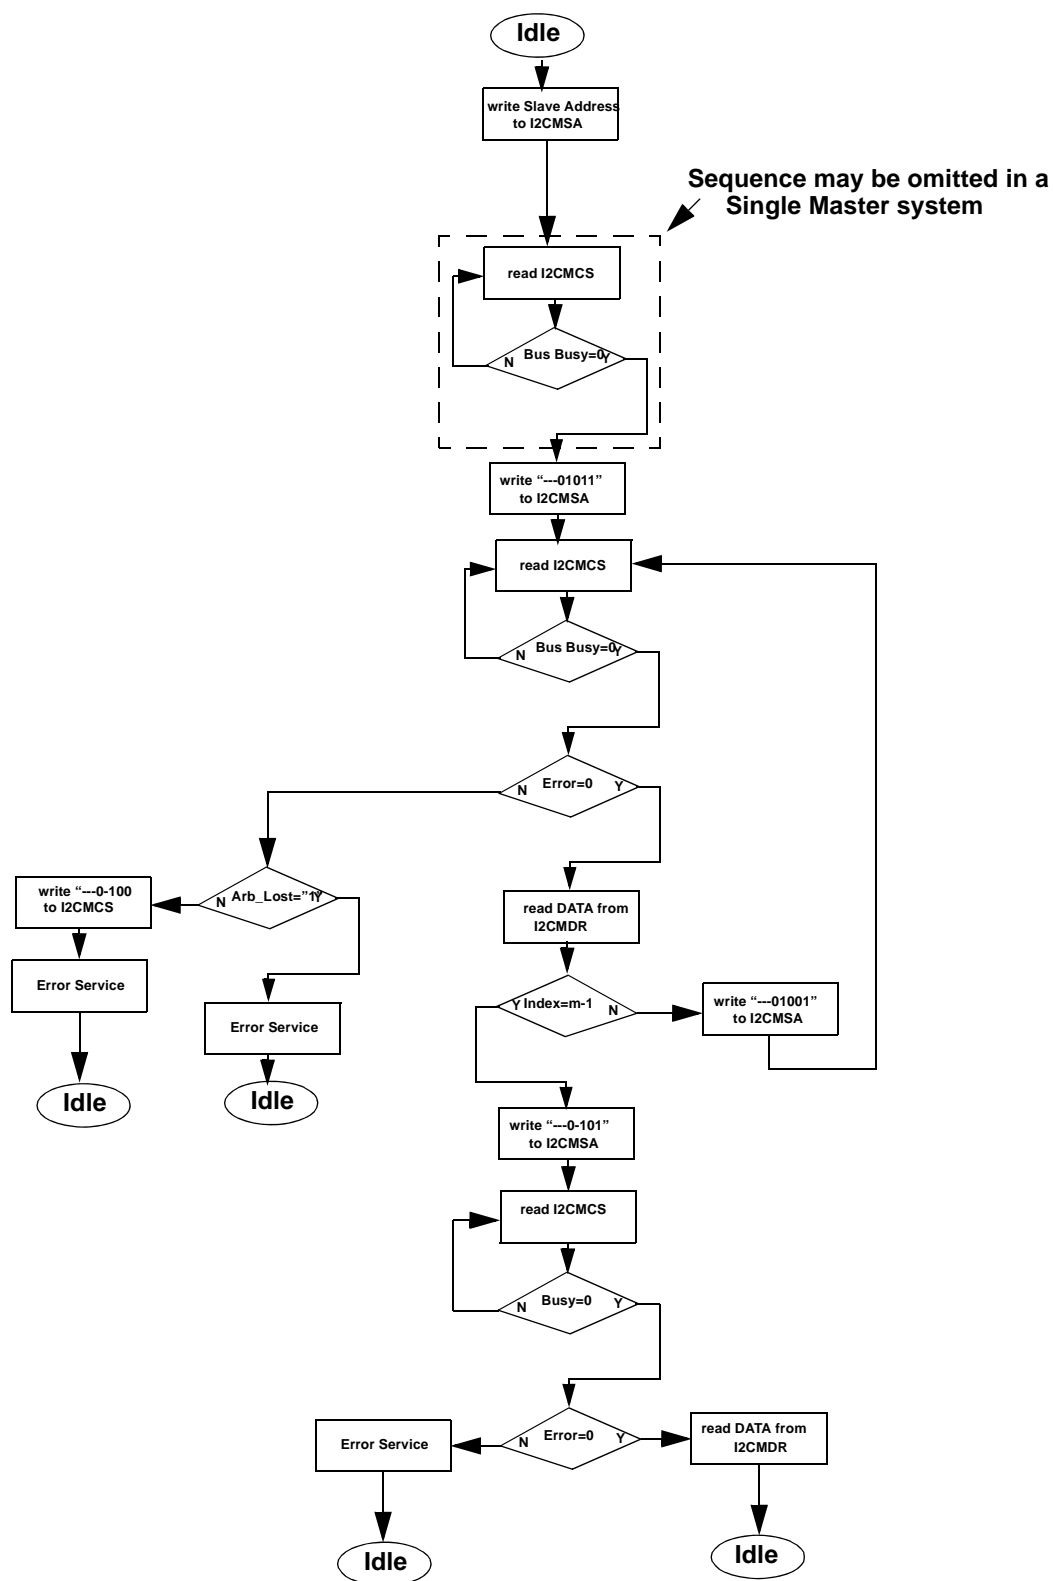 Idle
write Slave Address
to I2CMSA
Sequence may be omitted in a
Single Master system
read I2CMCS
Bus Busy=0
N
Y
write “---01011”
to I2CMSA
read I2CMCS
Bus Busy=0
N
Y
Error=0
N
Y
Arb_Lost=”1
N
Y
write “---0-100
to I2CMCS
Error Service
Idle
Error Service
Idle
read DATA from
I2CMDR
Index=m-1
Y
N
write “---01001”
to I2CMSA
write “---0-101”
to I2CMSA
read I2CMCS
Busy=0
N
Y
Error=0
N
Y
Error Service
Idle
read DATA from
I2CMDR
Idle